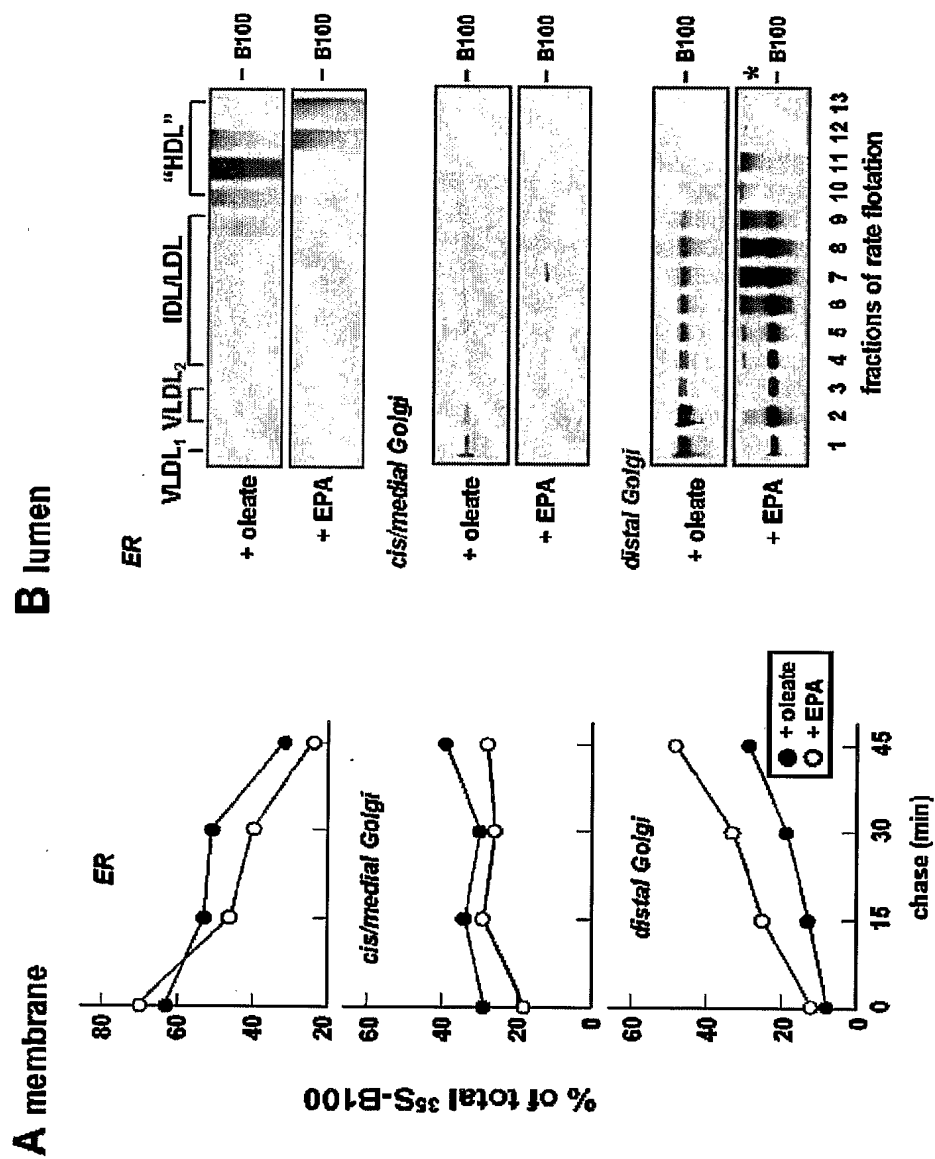 A membrane
% of total ³⁵S-B100
ER
80
60
40
20
cis/medial Golgi
60
40
20
0
distal Golgi
60
40
20
0
0 15 30 45
chase (min)
+ oleate
+ EPA
B lumen
VLDL₁ VLDL₂ IDL/LDL "HDL"
ER
+ oleate – B100
+ EPA – B100
cis/medial Golgi
+ oleate – B100
+ EPA – B100
distal Golgi
+ oleate – B100
*
+ EPA – B100
1 2 3 4 5 6 7 8 9 10 11 12 13
fractions of rate flotation